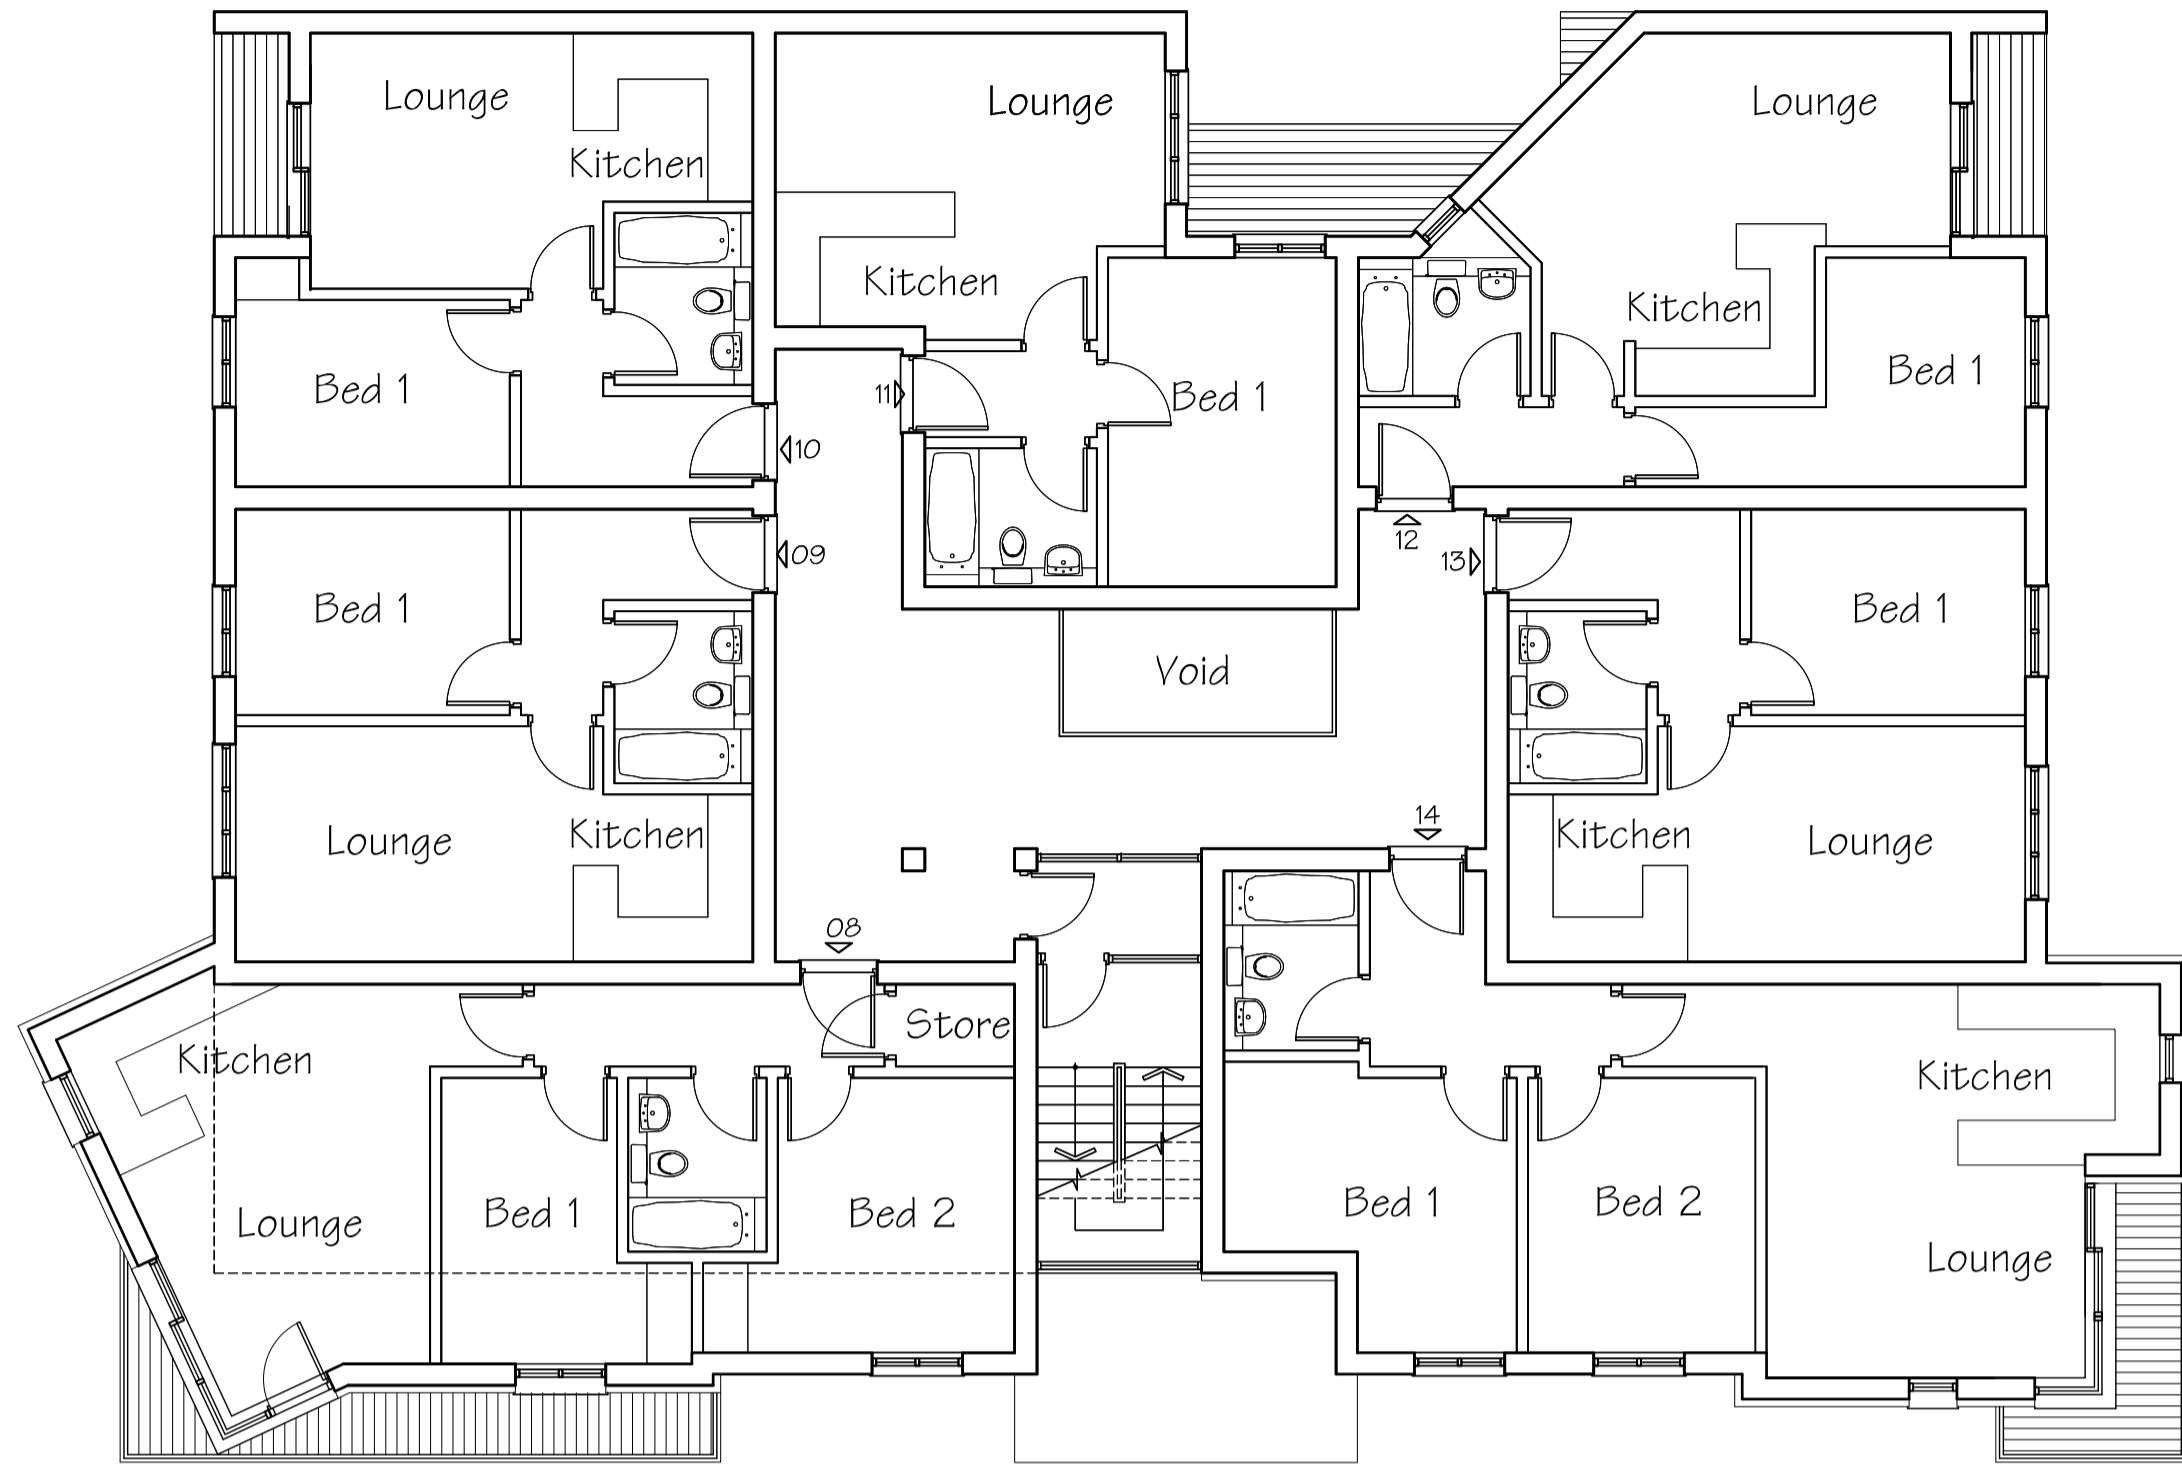 Lounge
Kitchen
Bed 1
10
Lounge
Kitchen
11
Bed 1
Lounge
Kitchen
Bed 1
12
09
Bed 1
Lounge
Kitchen
Void
13
Bed 1
Kitchen
Lounge
08
14
Kitchen
Lounge
Bed 1
Store
Bed 2
Bed 1
Bed 2
Kitchen
Lounge